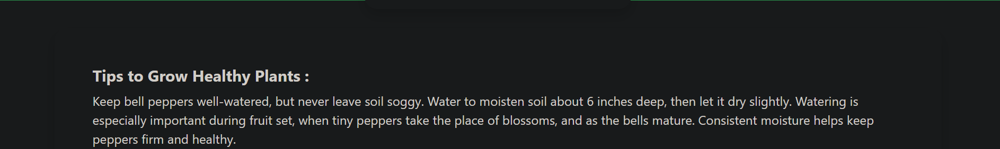 Tips to Grow Healthy Plants :
Keep bell peppers well-watered, but never leave soil soggy. Water to moisten soil about 6 inches deep, then let it dry slightly. Watering is
especially important during fruit set, when tiny peppers take the place of blossoms, and as the bells mature. Consistent moisture helps keep
peppers firm and healthy.